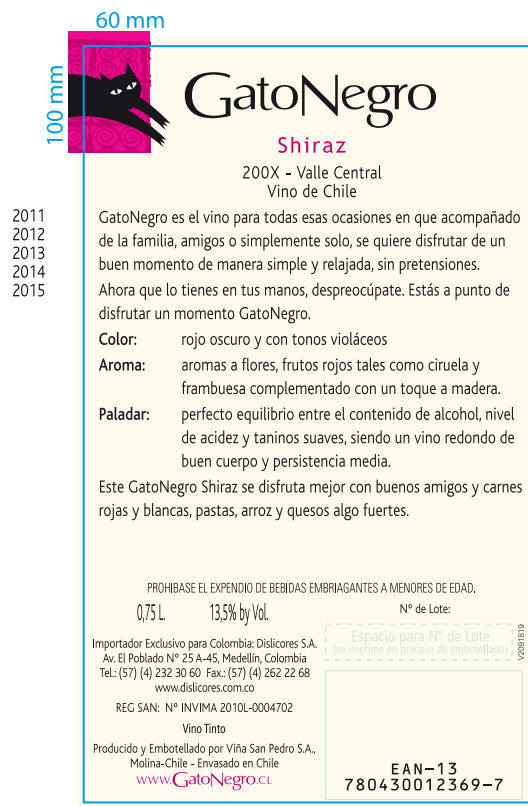 60 mm
100 mm
GatoNegro
Shiraz
200X - Valle Central
Vino de Chile
2011
2012
2013
2014
2015
GatoNegro es el vino para todas esas ocasiones en que acompañado
de la familia, amigos o simplemente solo, se quiere disfrutar de un
buen momento de manera simple y relajada, sin pretensiones.
Ahora que lo tienes en tus manos, despreocúpate. Estás a punto de
disfrutar un momento GatoNegro.
Color: rojo oscuro y con tonos violáceos
Aroma: aromas a flores, frutos rojos tales como ciruela y
frambuesa complementado con un toque a madera.
Paladar: perfecto equilibrio entre el contenido de alcohol, nivel
de acidez y taninos suaves, siendo un vino redondo de
buen cuerpo y persistencia media.
Este GatoNegro Shiraz se disfruta mejor con buenos amigos y carnes
rojas y blancas, pastas, arroz y quesos algo fuertes.
PROHIBASE EL EXPENDIO DE BEBIDAS EMBRIAGANTES A MENORES DE EDAD.
0,75 L. 13,5% by Vol.
Nº de Lote:
Espacio para Nº de Lote
(se imprime en proceso de embotellado)
V2091819
Importador Exclusivo para Colombia: Dislicores S.A.
Av. El Poblado Nº 25 A-45, Medellín, Colombia
Tel.: (57) (4) 232 30 60 Fax.: (57) (4) 262 22 68
www.dislicores.com.co
REG SAN: Nº INVIMA 2010L-0004702
Vino Tinto
Producido y Embotellado por Viña San Pedro S.A.,
Molina-Chile - Envasado en Chile
WWW.GatoNegro.CL
EAN-13
780430012369-7